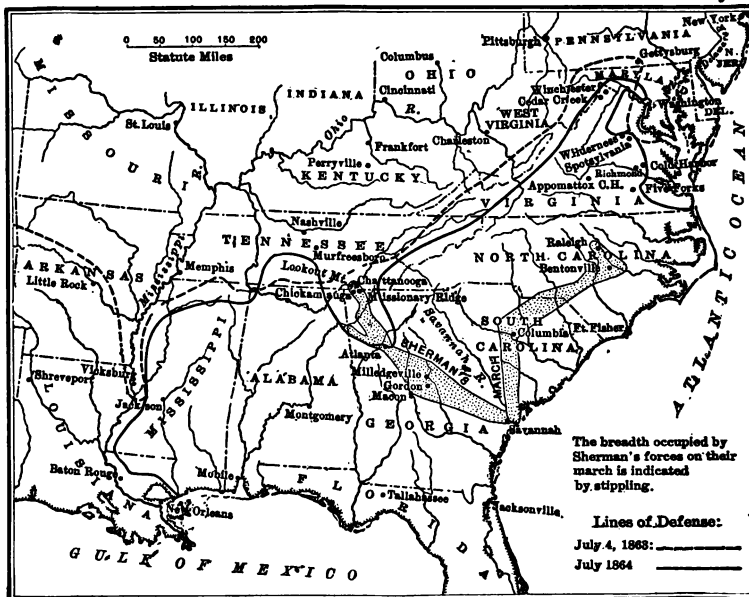 New York
Pittsburgh
PENNSYLVANIA
0 50 100 150 200
Statute Miles
Gettysburg
Columbus
N.
JER.
OHIO
MARYLAND
Winchester
Cedar Creek
Washington
DEL.
Cincinnati
INDIANA
ILLINOIS
R.
WEST
VIRGINIA
MISSOURI
St. Louis
Ohio
Frankfort
Charleston
Wilderness
Spotsylvania
Perryville
KENTUCKY
Cold Harbor
Richmond
Appomattox C.H.
Five Forks
VIRGINIA
Nashville
TENNESSEE
Murfreesboro
Raleigh
NORTH CAROLINA
Bentonville
ARKANSAS
Little Rock
Mississippi
R.
Memphis
Lookout Mt.
Chattanooga
Chickamauga
Missionary Ridge
Savannah R.
SOUTH
CAROLINA
Columbia
Ft. Fisher
ATLANTIC OCEAN
SHERMAN'S
MARCH
Atlanta
Milledgeville
Gordon
Macon
Vicksburg
Shreveport
Jackson
MISSISSIPPI
ALABAMA
Montgomery
GEORGIA
Savannah
LOUISIANA
Baton Rouge
Mobile
New Orleans
FLORIDA
Tallahassee
Jacksonville
GULF OF MEXICO
The breadth occupied by
Sherman's forces on their
march is indicated
by stippling.
Lines of Defense:
July 4, 1863:
July 1864